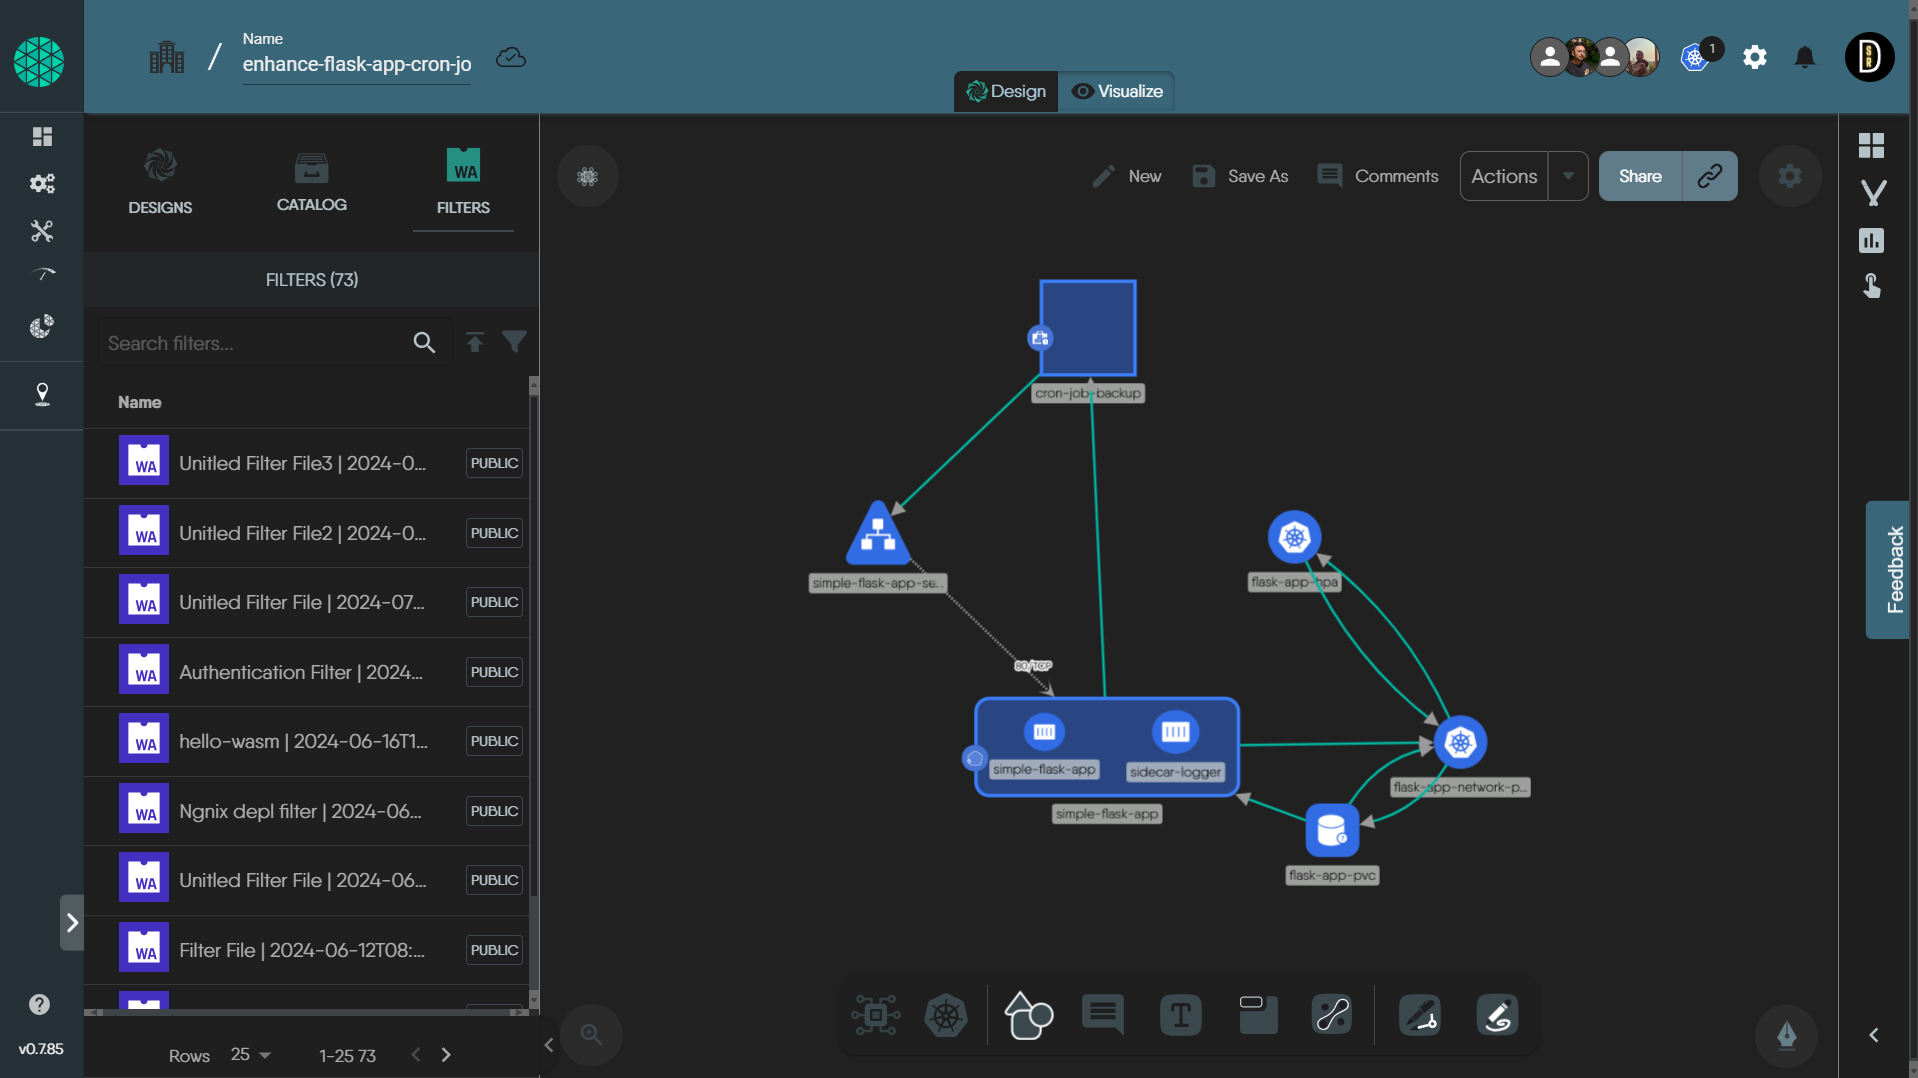 Name
enhance-flask-app-cron-jo
1
Design
Visualize
DESIGNS
CATALOG
WA
FILTERS
New
Save As
Comments
Actions
Share
FILTERS (73)
Search filters...
Name
WA
Unitled Filter File3 | 2024-0...
PUBLIC
WA
Unitled Filter File2 | 2024-0...
PUBLIC
WA
Unitled Filter File | 2024-07...
PUBLIC
WA
Authentication Filter | 2024...
PUBLIC
WA
hello-wasm | 2024-06-16T1...
PUBLIC
WA
Ngnix depl filter | 2024-06...
PUBLIC
WA
Unitled Filter File | 2024-06...
PUBLIC
WA
Filter File | 2024-06-12T08:...
PUBLIC
Rows 25
1-25 73
v0.7.85
cron-job-backup
simple-flask-app-se..
flask-app-hpa
80/TCP
simple-flask-app
sidecar-logger
simple-flask-app
flask-app-network-p...
flask-app-pvc
T
Feedback